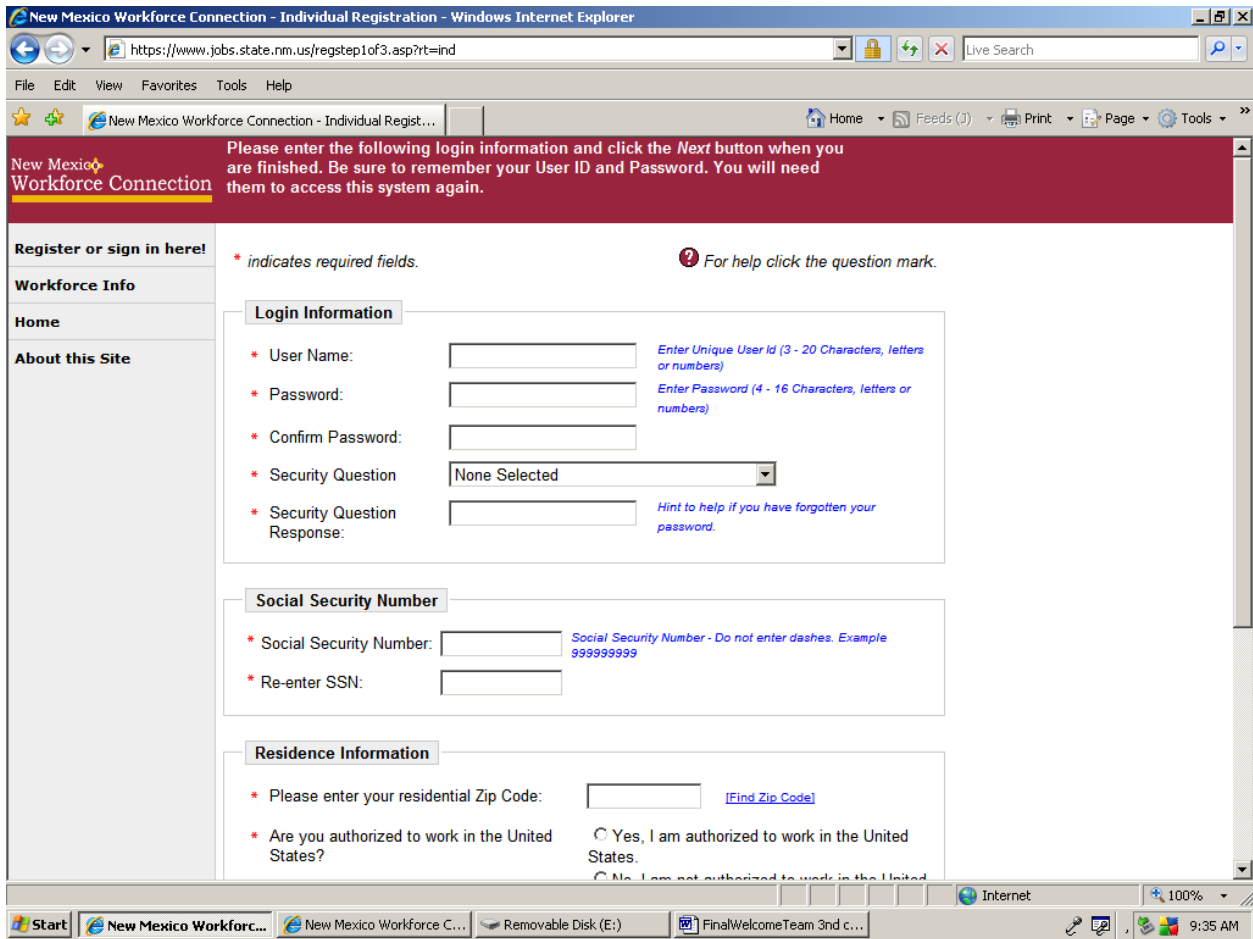 New Mexico Workforce Connection - Individual Registration - Windows Internet Explorer
https://www.jobs.state.nm.us/regstep1of3.asp?rt=ind
Live Search
File Edit View Favorites Tools Help
New Mexico Workforce Connection - Individual Regist...
Home Feeds (J) Print Page Tools »
New Mexico
Workforce Connection
Please enter the following login information and click the Next button when you
are finished. Be sure to remember your User ID and Password. You will need
them to access this system again.
Register or sign in here!
Workforce Info
Home
About this Site
* indicates required fields.
? For help click the question mark.
Login Information
* User Name:
Enter Unique User Id (3 - 20 Characters, letters
or numbers)
* Password:
Enter Password (4 - 16 Characters, letters or
numbers)
* Confirm Password:
* Security Question
None Selected
* Security Question
Response:
Hint to help if you have forgotten your
password.
Social Security Number
* Social Security Number:
Social Security Number - Do not enter dashes. Example
999999999
* Re-enter SSN:
Residence Information
* Please enter your residential Zip Code:
[Find Zip Code]
* Are you authorized to work in the United
States?
Yes, I am authorized to work in the United
States.
No, I am not authorized to work in the United
Internet
100%
Start
New Mexico Workforc...
New Mexico Workforce C...
Removable Disk (E:)
FinalWelcomeTeam 3nd c...
9:35 AM